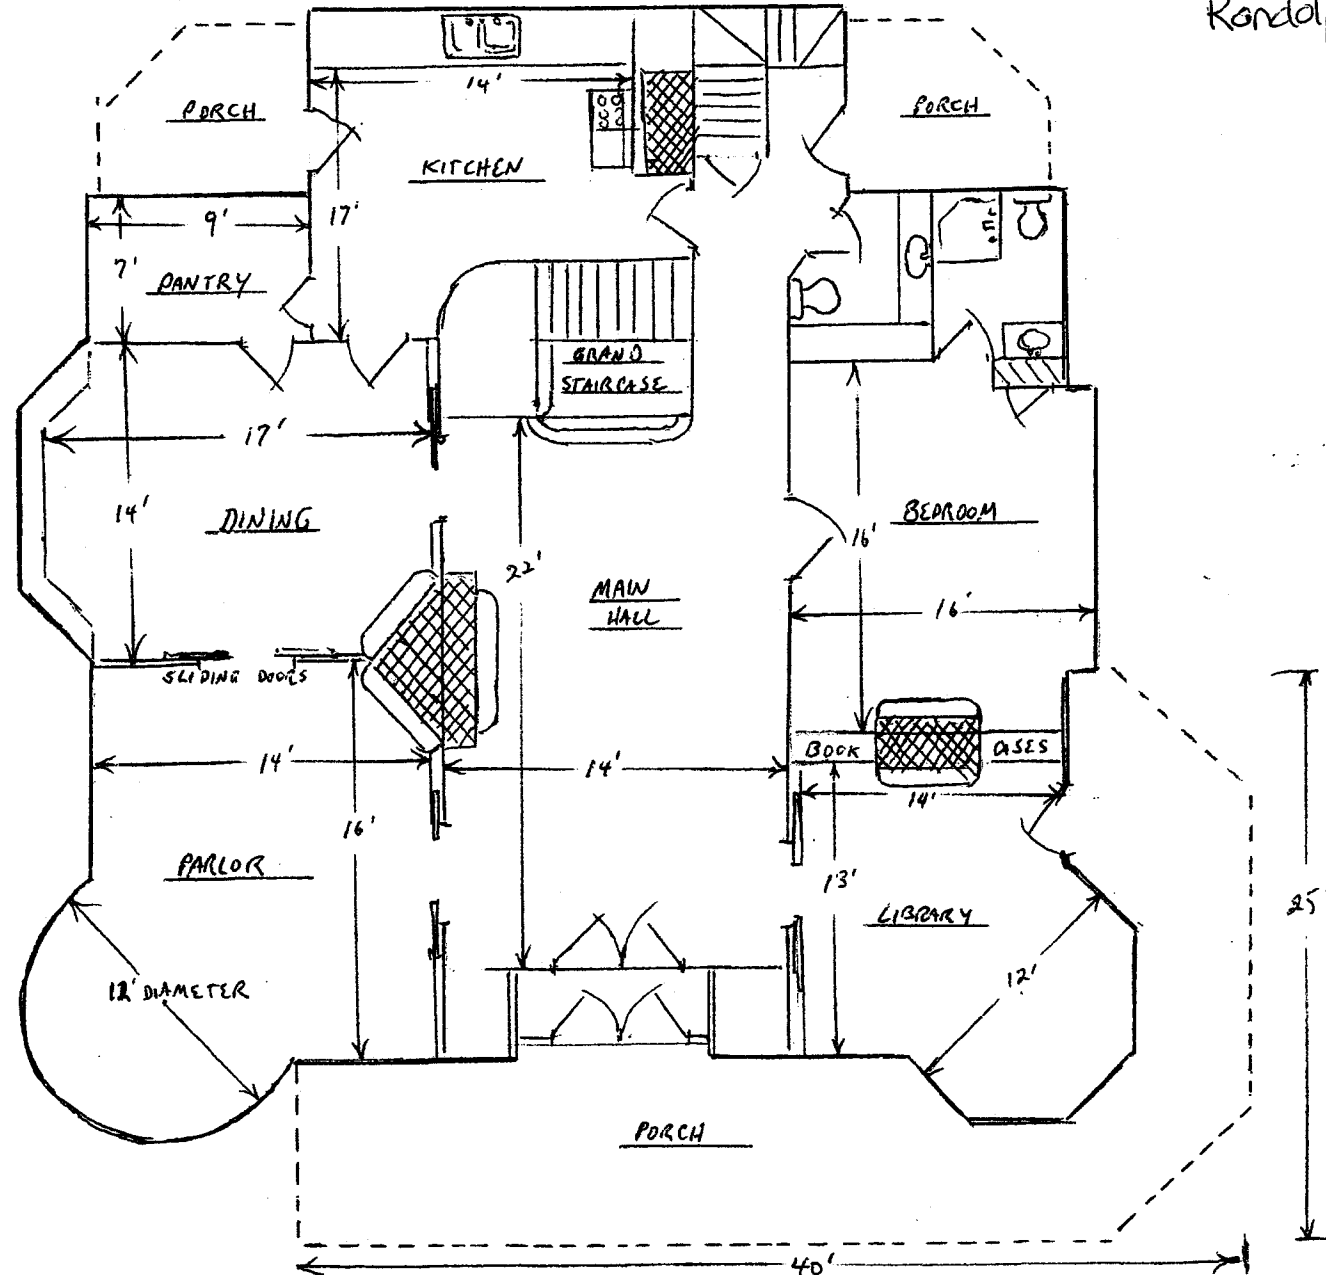 14'
PORCH
PORCH
KITCHEN
9'
17'
7'
PANTRY
GRAND
STAIRCASE
17'
14'
DINING
BEDROOM
16'
22'
MAIN
HALL
16'
SLIDING DOORS
BOOK CASES
14'
14'
14'
16'
PARLOR
13'
LIBRARY
25
12' DIAMETER
12'
PORCH
40'